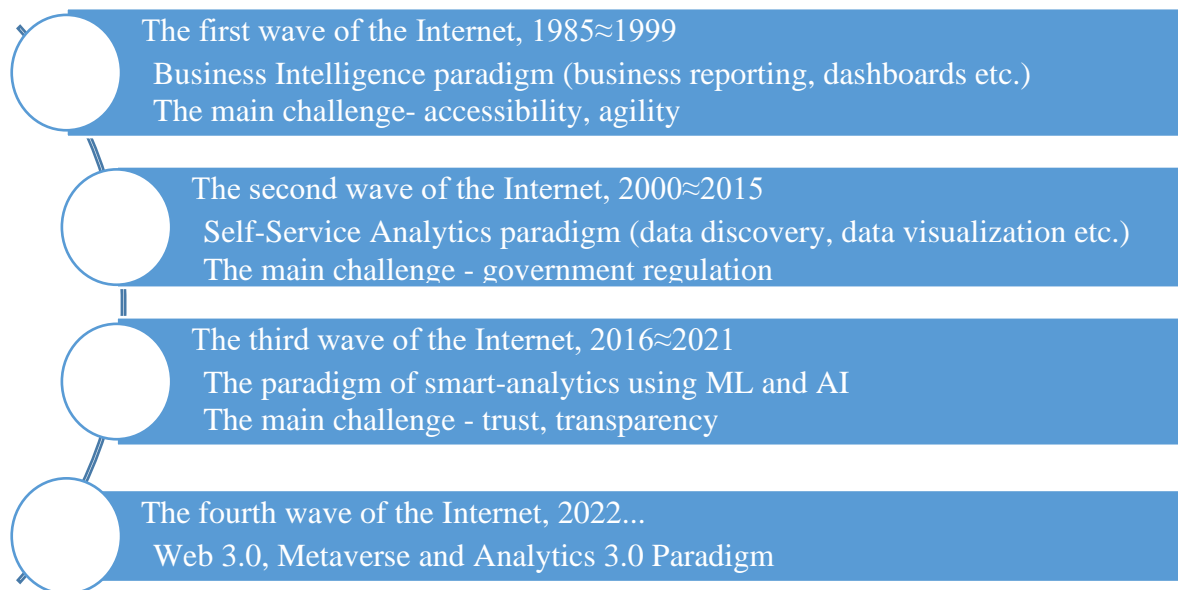 The first wave of the Internet, 1985≈1999
Business Intelligence paradigm (business reporting, dashboards etc.)
The main challenge- accessibility, agility
The second wave of the Internet, 2000≈2015
Self-Service Analytics paradigm (data discovery, data visualization etc.)
The main challenge - government regulation
The third wave of the Internet, 2016≈2021
The paradigm of smart-analytics using ML and AI
The main challenge - trust, transparency
The fourth wave of the Internet, 2022...
Web 3.0, Metaverse and Analytics 3.0 Paradigm